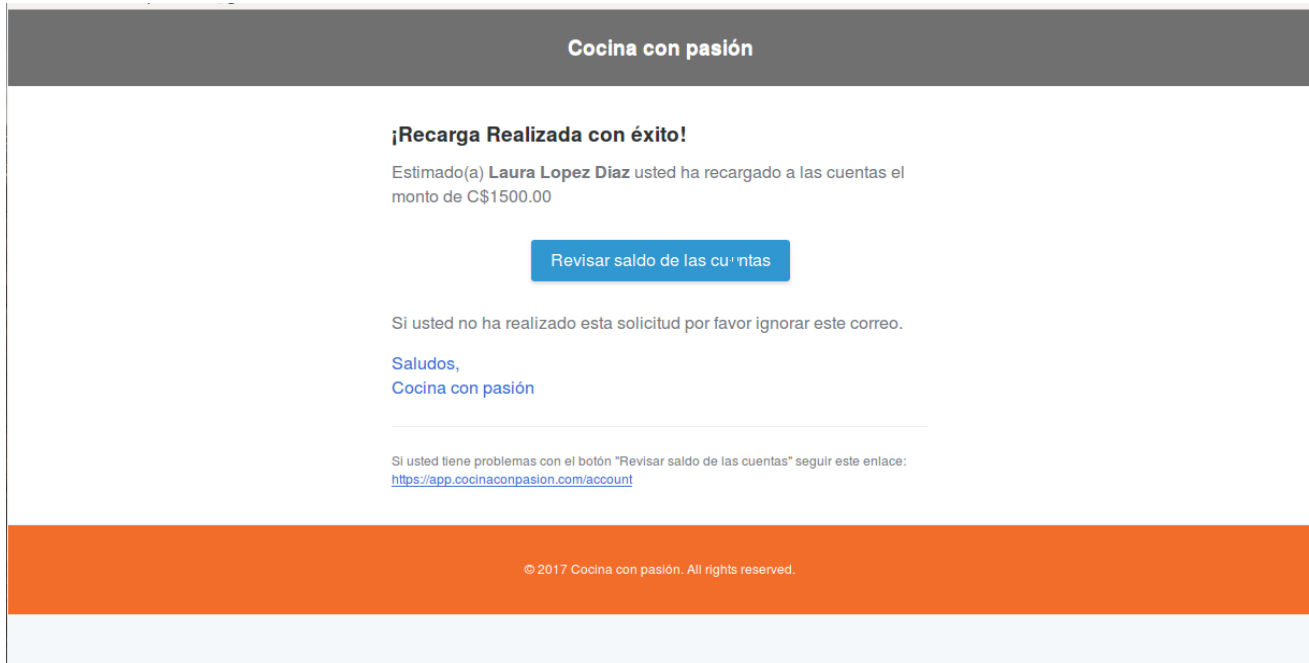 Cocina con pasión
¡Recarga Realizada con éxito!
Estimado(a) Laura Lopez Diaz usted ha recargado a las cuentas el
monto de C$1500.00
Revisar saldo de las cuentas
Si usted no ha realizado esta solicitud por favor ignorar este correo.
Saludos,
Cocina con pasión
Si usted tiene problemas con el botón "Revisar saldo de las cuentas" seguir este enlace:
https://app.cocinaconpasion.com/account
© 2017 Cocina con pasión. All rights reserved.